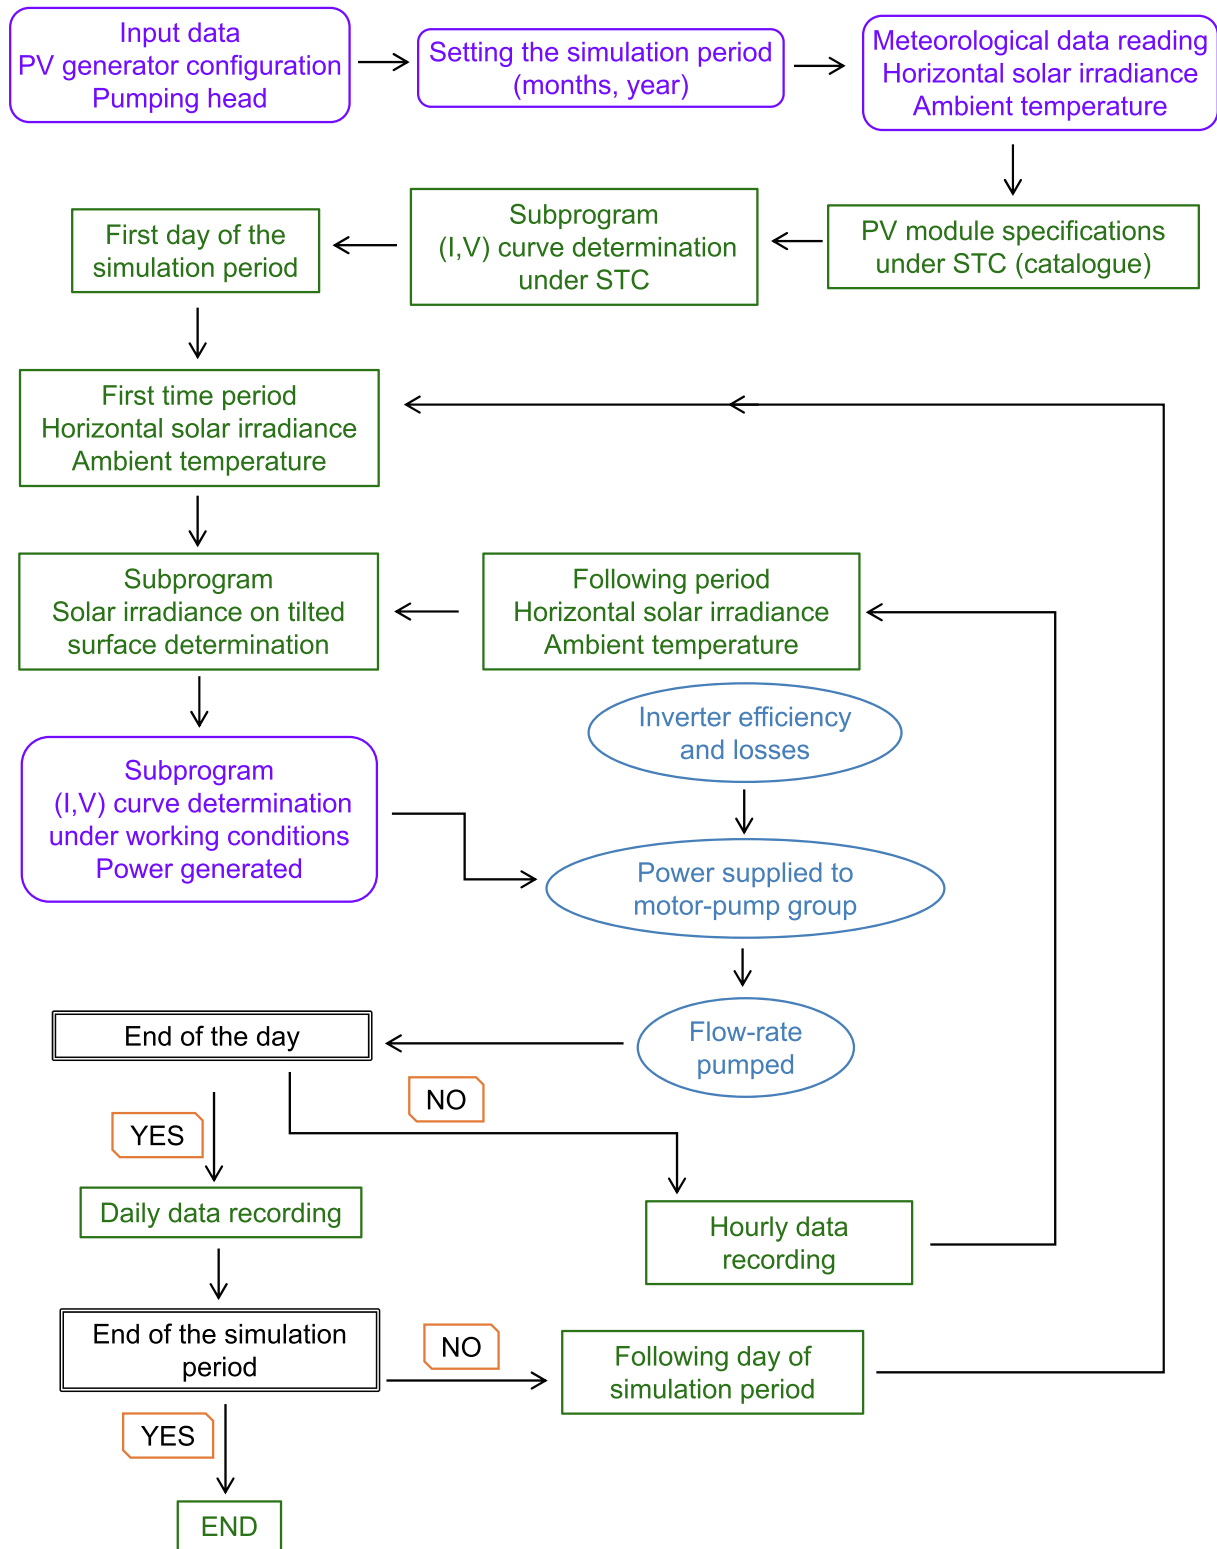 Input data
PV generator configuration
Pumping head
Setting the simulation period
(months, year)
Meteorological data reading
Horizontal solar irradiance
Ambient temperature
PV module specifications
under STC (catalogue)
Subprogram
(I,V) curve determination
under STC
First day of the
simulation period
First time period
Horizontal solar irradiance
Ambient temperature
Subprogram
Solar irradiance on tilted
surface determination
Following period
Horizontal solar irradiance
Ambient temperature
Inverter efficiency
and losses
Subprogram
(I,V) curve determination
under working conditions
Power generated
Power supplied to
motor-pump group
Flow-rate
pumped
End of the day
NO
YES
Daily data recording
Hourly data
recording
End of the simulation
period
NO
Following day of
simulation period
YES
END